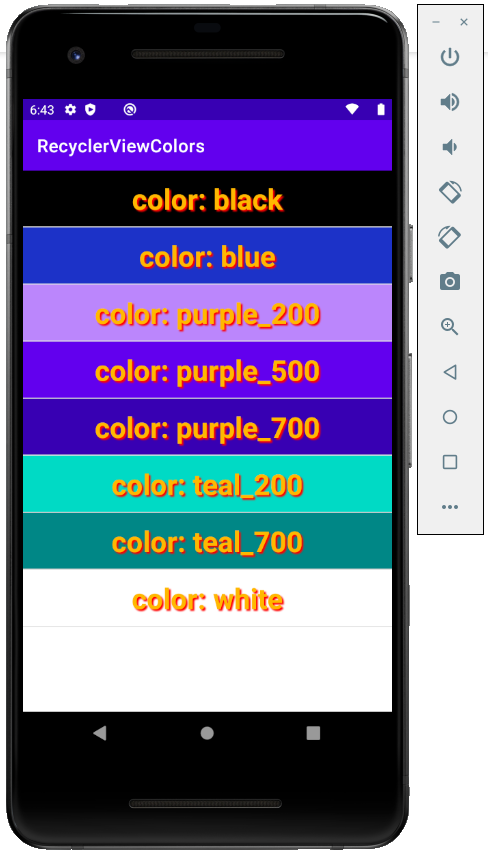 6:43
RecyclerViewColors
color: black
color: blue
color: purple_200
color: purple_500
color: purple_700
color: teal_200
color: teal_700
color: white